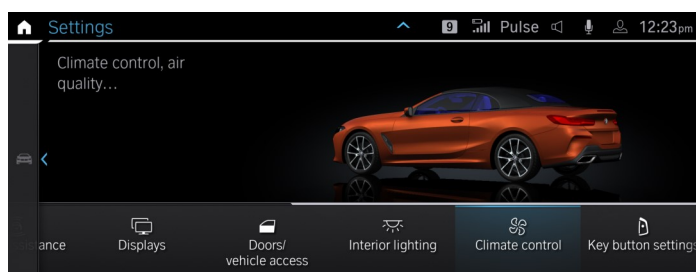 Settings
9 Pulse 12:23pm
Climate control, air
quality…
Displays
Doors/
vehicle access
Interior lighting
Climate control
Key button settings